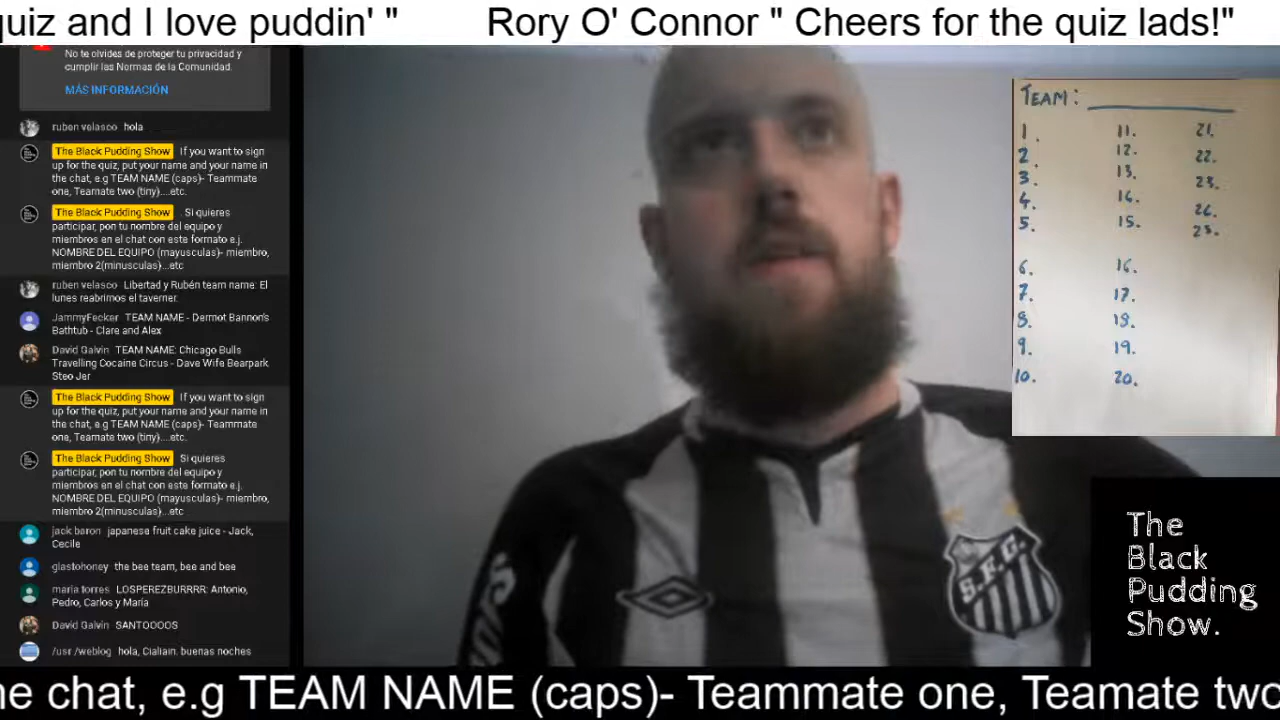 quiz and I love puddin' " Rory O' Connor " Cheers for the quiz lads!"
No te olvides de proteger tu privacidad y
cumplir las Normas de la Comunidad.
MÁS INFORMACIÓN
ruben velasco hola
The Black Pudding Show If you want to sign
up for the quiz, put your name and your name in
the chat, e.g TEAM NAME (caps)- Teammate
one, Teamate two (tiny)....etc.
The Black Pudding Show . Si quieres
participar, pon tu nombre del equipo y
miembros en el chat con este formato e.j.
NOMBRE DEL EQUIPO (mayusculas)- miembro,
miembro 2(minusculas)...etc
ruben velasco Libertad y Rubén team name: El
lunes reabrimos el taverner.
JammyFecker TEAM NAME - Dermot Bannon's
Bathtub - Clare and Alex
David Galvin TEAM NAME: Chicago Bulls
Travelling Cocaine Circus - Dave Wife Bearpark
Steo Jer
The Black Pudding Show If you want to sign
up for the quiz, put your name and your name in
the chat, e.g TEAM NAME (caps)- Teammate
one, Teamate two (tiny)....etc.
The Black Pudding Show Si quieres
participar, pon tu nombre del equipo y
miembros en el chat con este formato e.j.
NOMBRE DEL EQUIPO (mayusculas)- miembro,
miembro 2(minusculas)...etc
jack baron japanese fruit cake juice - Jack,
Cecile
glastohoney the bee team, bee and bee
maria torres LOSPEREZBURRRR: Antonio,
Pedro, Carlos y María
David Galvin SANTOOOOS
/usr /weblog hola, Cialiain. buenas noches
TEAM:
1. 11. 21.
2. 12. 22.
3. 13. 23.
4. 14. 24.
5. 15. 25.
6. 16.
7. 17.
8. 18.
9. 19.
10. 20.
S.F.C.
The
Black
Pudding
Show.
he chat, e.g TEAM NAME (caps)- Teammate one, Teamate two